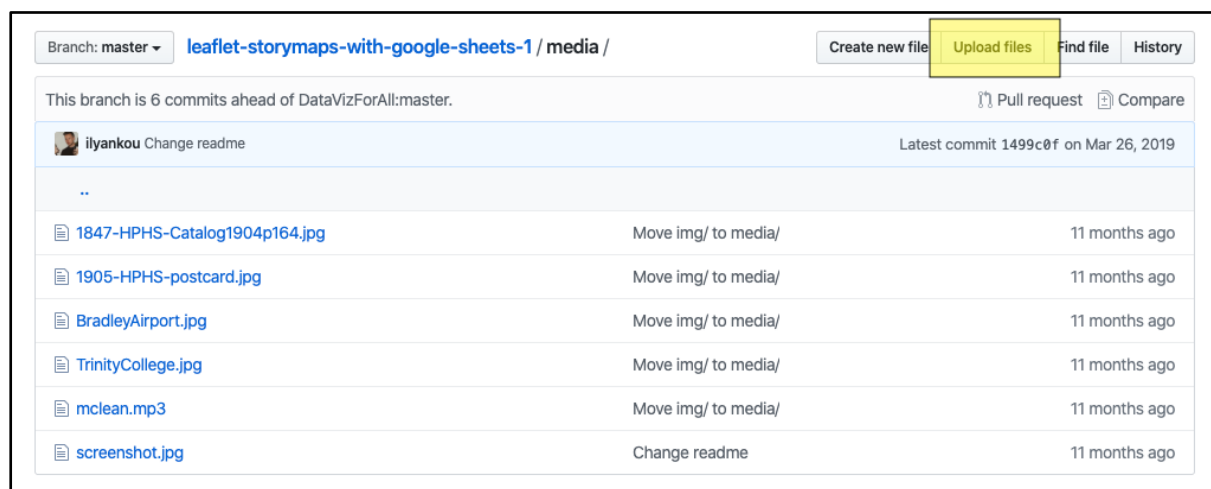 Branch: master leaflet-storymaps-with-google-sheets-1 / media / Create new file Upload files Find file History
This branch is 6 commits ahead of DataVizForAll:master. Pull request Compare
ilyankou Change readme Latest commit 1499c0f on Mar 26, 2019
..
1847-HPHS-Catalog1904p164.jpg Move img/ to media/ 11 months ago
1905-HPHS-postcard.jpg Move img/ to media/ 11 months ago
BradleyAirport.jpg Move img/ to media/ 11 months ago
TrinityCollege.jpg Move img/ to media/ 11 months ago
mclean.mp3 Move img/ to media/ 11 months ago
screenshot.jpg Change readme 11 months ago